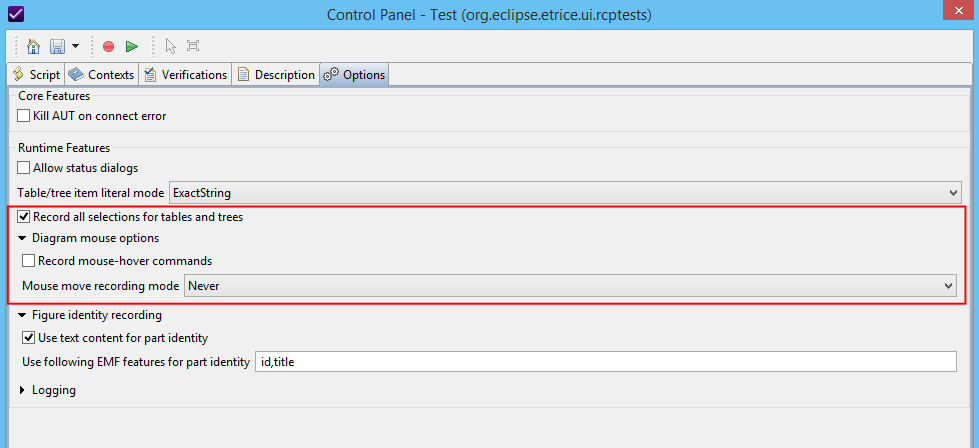 Control Panel - Test (org.eclipse.etrice.ui.rcptests)
Script Contexts Verifications Description Options
Core Features
Kill AUT on connect error
Runtime Features
Allow status dialogs
Table/tree item literal mode ExactString
Record all selections for tables and trees
Diagram mouse options
Record mouse-hover commands
Mouse move recording mode Never
Figure identity recording
Use text content for part identity
Use following EMF features for part identity id,title
Logging